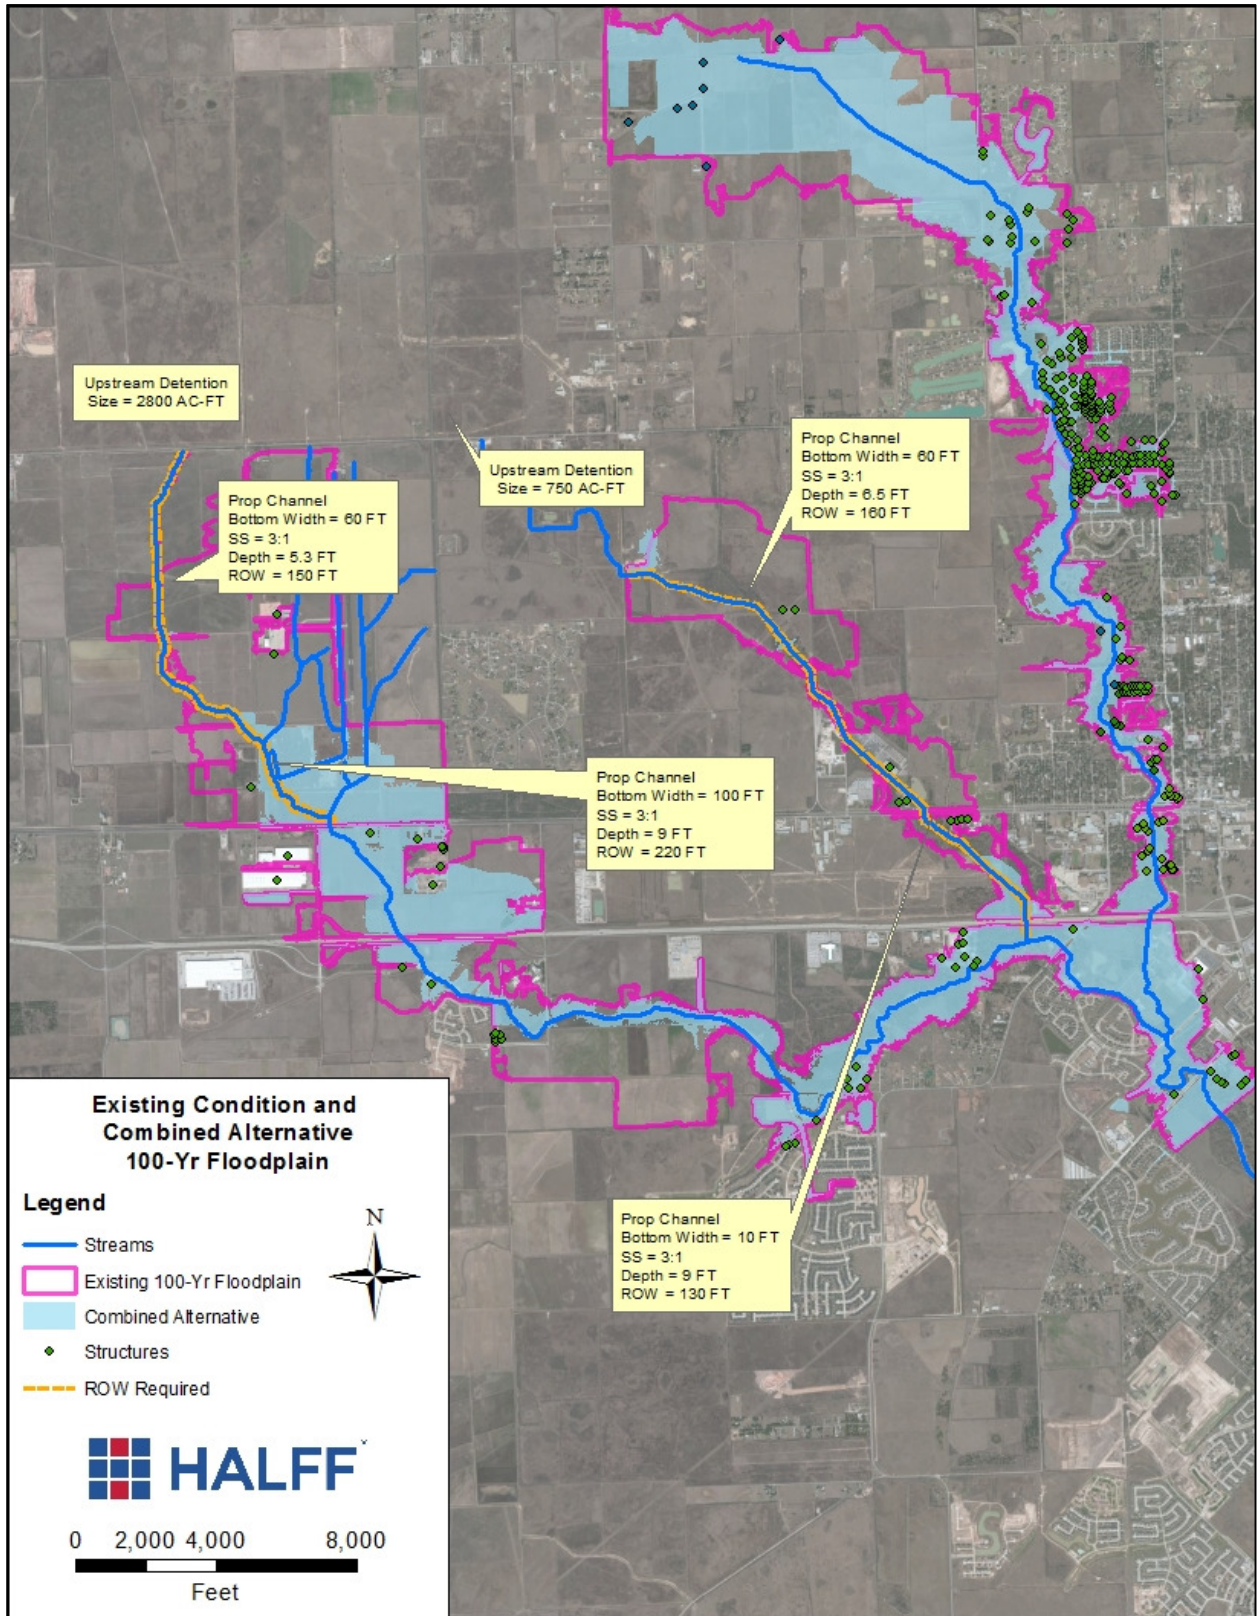 Upstream Detention
Size = 2800 AC-FT
Prop Channel
Bottom Width = 60 FT
SS = 3:1
Depth = 6.5 FT
ROW = 160 FT
Upstream Detention
Size = 750 AC-FT
Prop Channel
Bottom Width = 60 FT
SS = 3:1
Depth = 5.3 FT
ROW = 150 FT
Prop Channel
Bottom Width = 100 FT
SS = 3:1
Depth = 9 FT
ROW = 220 FT
Prop Channel
Bottom Width = 10 FT
SS = 3:1
Depth = 9 FT
ROW = 130 FT
Existing Condition and
Combined Alternative
100-Yr Floodplain
Legend
N
Streams
Existing 100-Yr Floodplain
Combined Alternative
Structures
ROW Required
HALFF
0 2,000 4,000 8,000
Feet